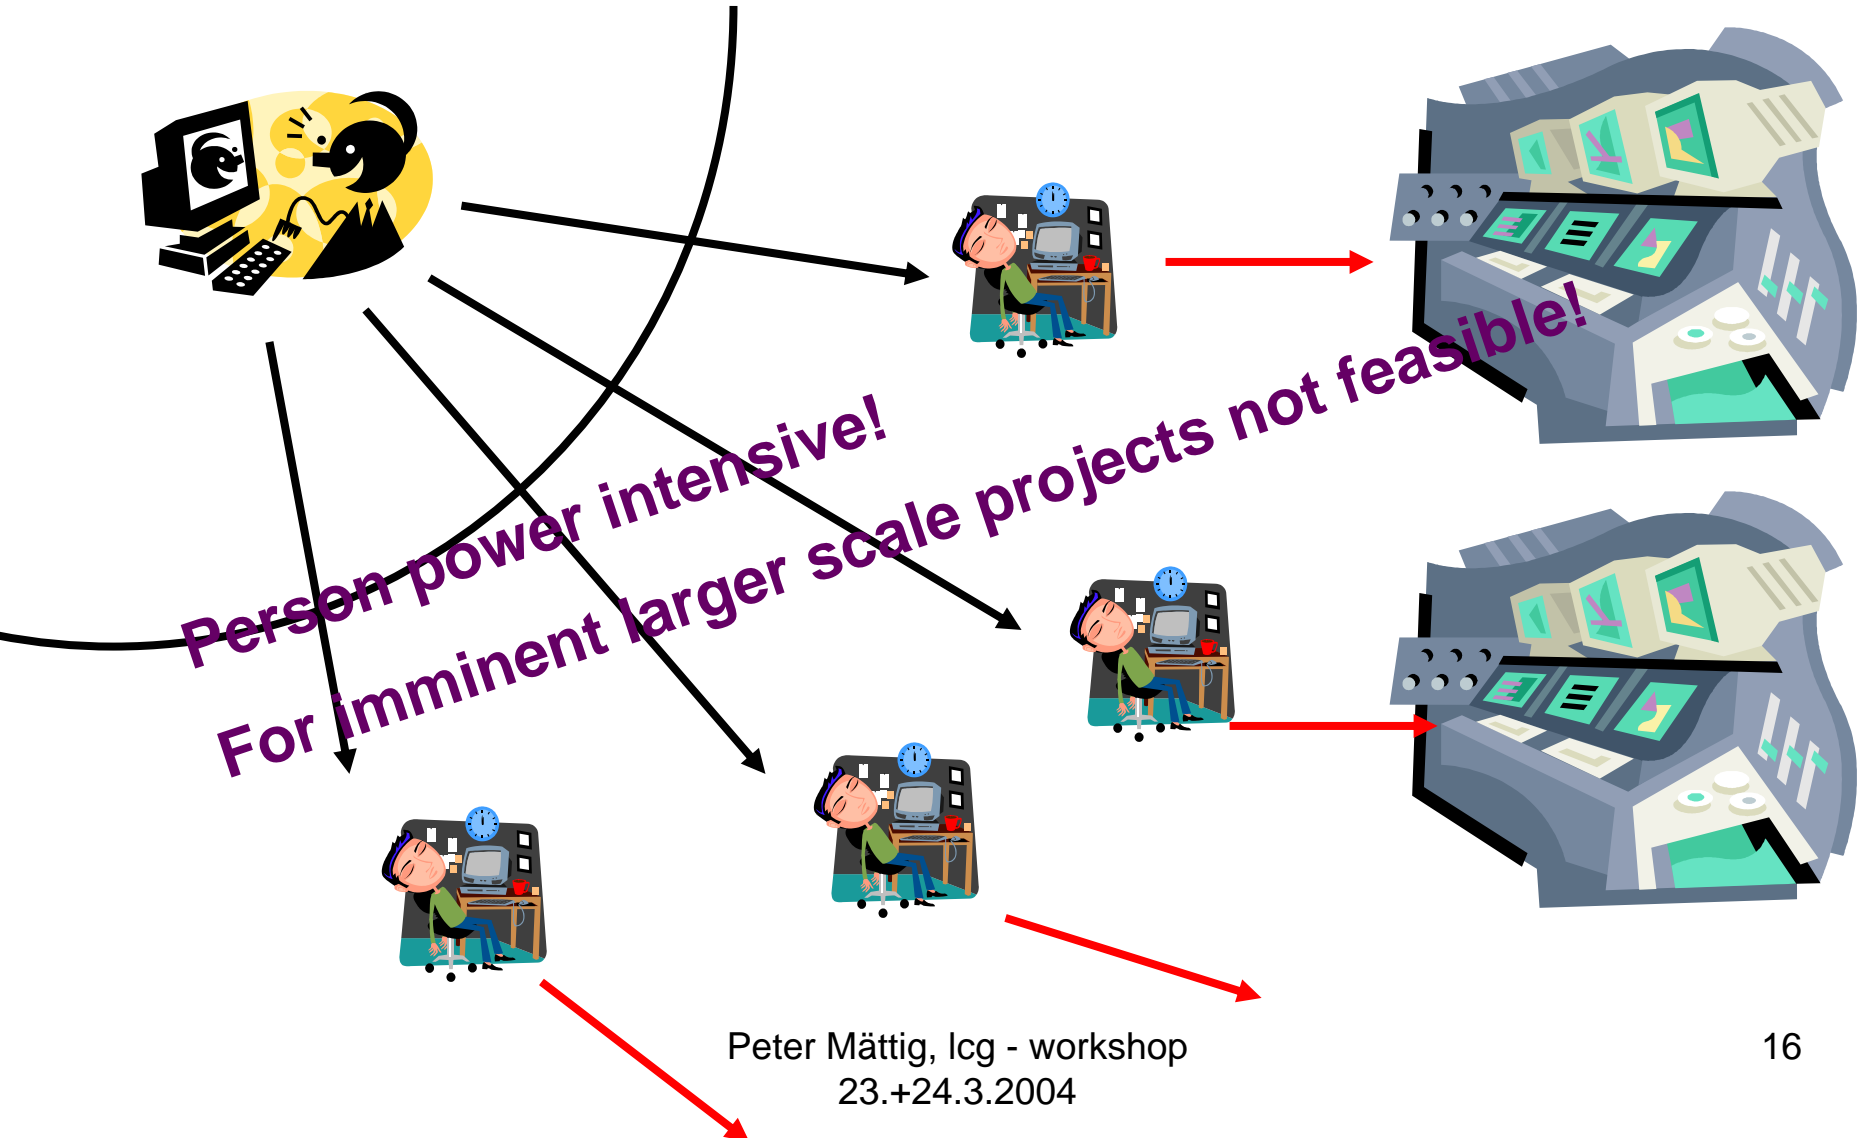 Person power intensive!
For imminent larger scale projects not feasible!
Peter Mättig, lcg - workshop
23.+24.3.2004
16